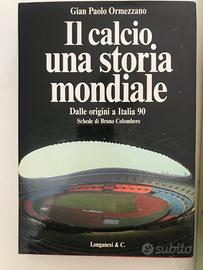 Gian Paolo Ormezzano
Il calcio
una storia
mondiale
Dalle origini a Italia 90
Schede di Bruno Colombero
Longanesi & C.
subito